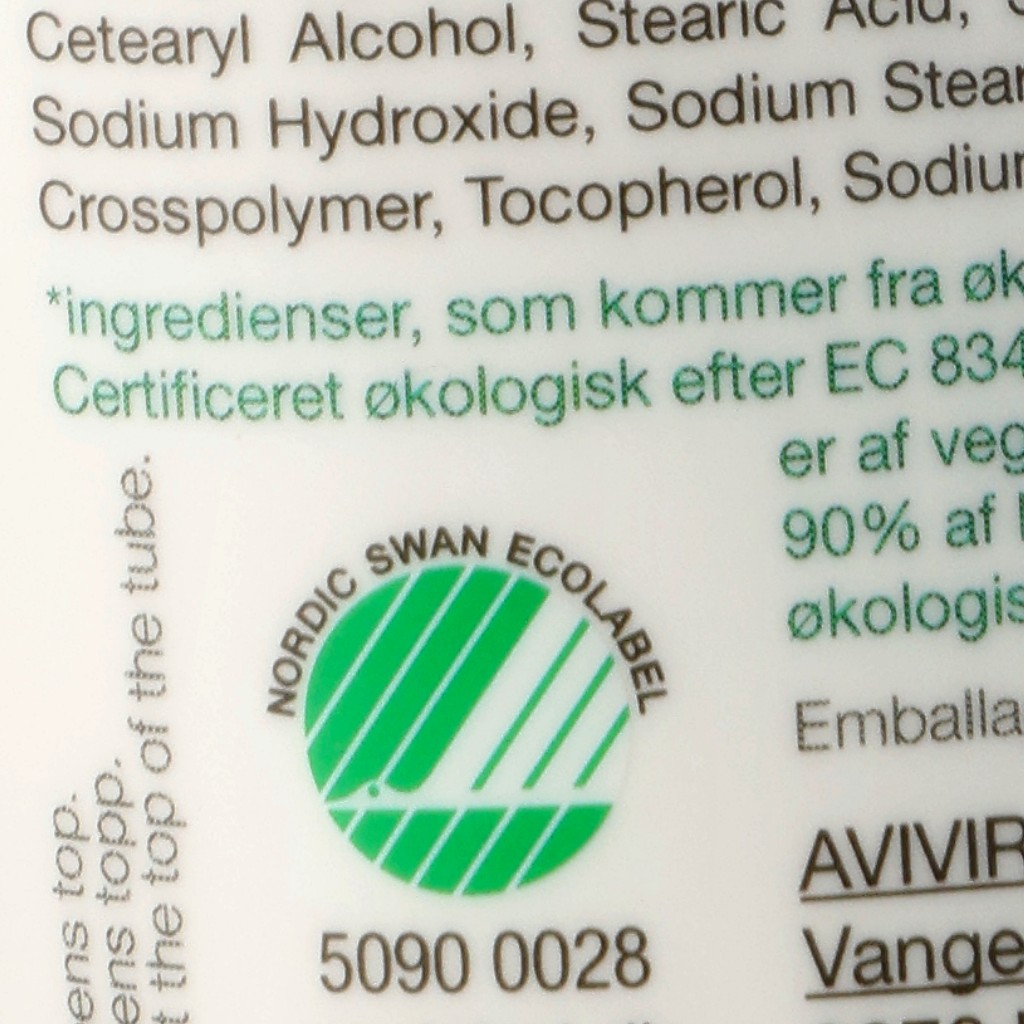 Cetearyl Alcohol, Stearic Acid,
Sodium Hydroxide, Sodium Stear
Crosspolymer, Tocopherol, Sodiu
*ingredienser, som kommer fra øk
Certificeret økologisk efter EC 834
er af veg
90% af
økologis
Emballa
AVIVIR
Vange
NORDIC SWAN ECOLABEL
5090 0028
ens top.
ens topp.
t the top of the tube.